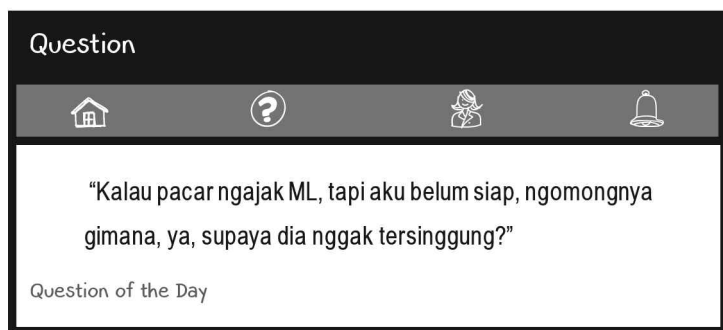 Question
“Kalau pacar ngajak ML, tapi aku belum siap, ngomongnya
gimana, ya, supaya dia nggak tersinggung?”
Question of the Day